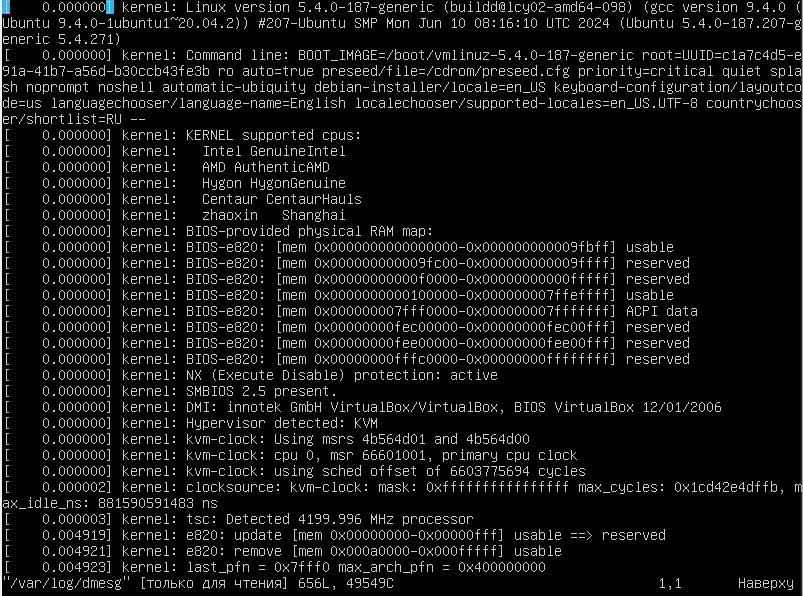 [    0.000000] kernel: Linux version 5.4.0-187-generic (buildd@lcy02-amd64-098) (gcc version 9.4.0 (
Ubuntu 9.4.0-1ubuntu1~20.04.2)) #207-Ubuntu SMP Mon Jun 10 08:16:10 UTC 2024 (Ubuntu 5.4.0-187.207-g
eneric 5.4.271)
[    0.000000] kernel: Command line: BOOT_IMAGE=/boot/vmlinuz-5.4.0-187-generic root=UUID=c1a7c4d5-e
91a-41b7-a56d-b30ccb43fe3b ro auto=true preseed/file=/cdrom/preseed.cfg priority=critical quiet spla
sh noprompt noshell automatic-ubiquity debian-installer/locale=en_US keyboard-configuration/layoutco
de=us languagechooser/language-name=English localechooser/supported-locales=en_US.UTF-8 countrychoos
er/shortlist=RU --
[    0.000000] kernel: KERNEL supported cpus:
[    0.000000] kernel:   Intel GenuineIntel
[    0.000000] kernel:   AMD AuthenticAMD
[    0.000000] kernel:   Hygon HygonGenuine
[    0.000000] kernel:   Centaur CentaurHauls
[    0.000000] kernel:   zhaoxin   Shanghai
[    0.000000] kernel: BIOS-provided physical RAM map:
[    0.000000] kernel: BIOS-e820: [mem 0x0000000000000000-0x000000000009fbff] usable
[    0.000000] kernel: BIOS-e820: [mem 0x000000000009fc00-0x000000000009ffff] reserved
[    0.000000] kernel: BIOS-e820: [mem 0x00000000000f0000-0x00000000000fffff] reserved
[    0.000000] kernel: BIOS-e820: [mem 0x0000000000100000-0x000000007ffeffff] usable
[    0.000000] kernel: BIOS-e820: [mem 0x000000007fff0000-0x000000007fffffff] ACPI data
[    0.000000] kernel: BIOS-e820: [mem 0x00000000fec00000-0x00000000fec00fff] reserved
[    0.000000] kernel: BIOS-e820: [mem 0x00000000fee00000-0x00000000fee00fff] reserved
[    0.000000] kernel: BIOS-e820: [mem 0x00000000fffc0000-0x00000000ffffffff] reserved
[    0.000000] kernel: NX (Execute Disable) protection: active
[    0.000000] kernel: SMBIOS 2.5 present.
[    0.000000] kernel: DMI: innotek GmbH VirtualBox/VirtualBox, BIOS VirtualBox 12/01/2006
[    0.000000] kernel: Hypervisor detected: KVM
[    0.000000] kernel: kvm-clock: Using msrs 4b564d01 and 4b564d00
[    0.000000] kernel: kvm-clock: cpu 0, msr 66601001, primary cpu clock
[    0.000000] kernel: kvm-clock: using sched offset of 6603775694 cycles
[    0.000002] kernel: clocksource: kvm-clock: mask: 0xffffffffffffffff max_cycles: 0x1cd42e4dffb, m
ax_idle_ns: 881590591483 ns
[    0.000003] kernel: tsc: Detected 4199.996 MHz processor
[    0.004919] kernel: e820: update [mem 0x00000000-0x00000fff] usable ==> reserved
[    0.004921] kernel: e820: remove [mem 0x000a0000-0x000fffff] usable
[    0.004923] kernel: last_pfn = 0x7fff0 max_arch_pfn = 0x400000000
"/var/log/dmesg" [только для чтения] 656L, 49549C    1,1    Наверху